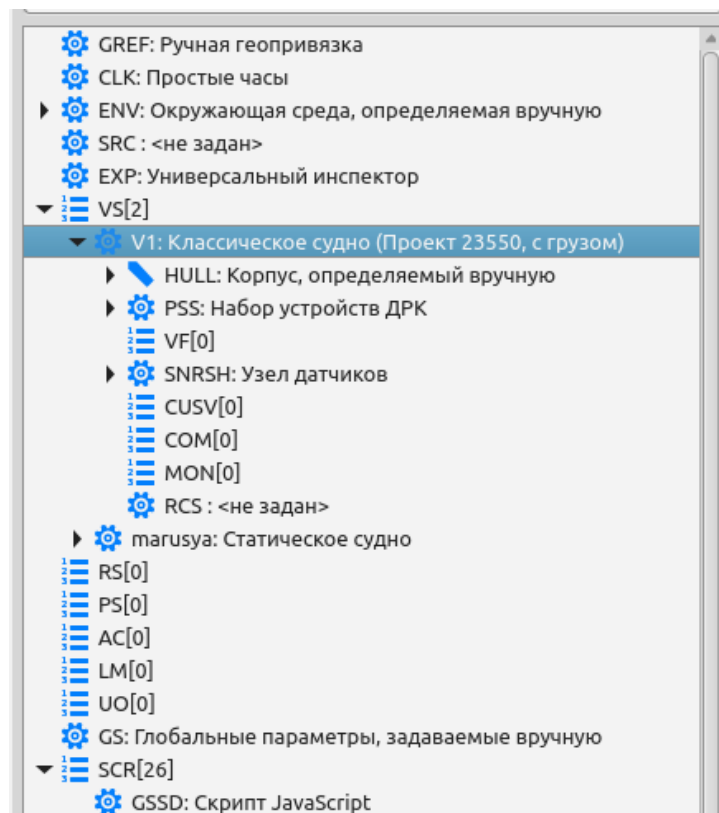 GREF: Ручная геопривязка
CLK: Простые часы
ENV: Окружающая среда, определяемая вручную
SRC : <не задан>
EXP: Универсальный инспектор
VS[2]
V1: Классическое судно (Проект 23550, с грузом)
HULL: Корпус, определяемый вручную
PSS: Набор устройств ДРК
VF[0]
SNRSH: Узел датчиков
CUSV[0]
COM[0]
MON[0]
RCS : <не задан>
marusya: Статическое судно
RS[0]
PS[0]
AC[0]
LM[0]
UO[0]
GS: Глобальные параметры, задаваемые вручную
SCR[26]
GSSD: Скрипт JavaScript